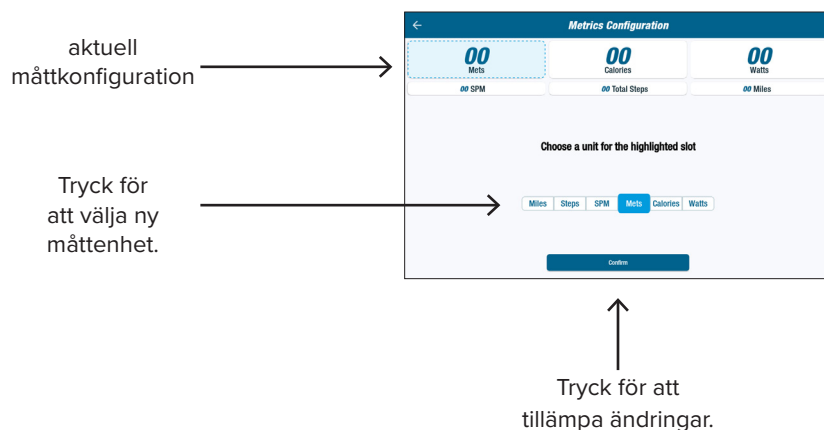 Metrics Configuration
aktuell
måttkonfiguration
00 00 00
Mets Calories Watts
00 SPM 00 Total Steps 00 Miles
Choose a unit for the highlighted slot
Tryck för
att välja ny
måttenhet.
Miles Steps SPM Mets Calories Watts
Confirm
Tryck för att
tillämpa ändringar.